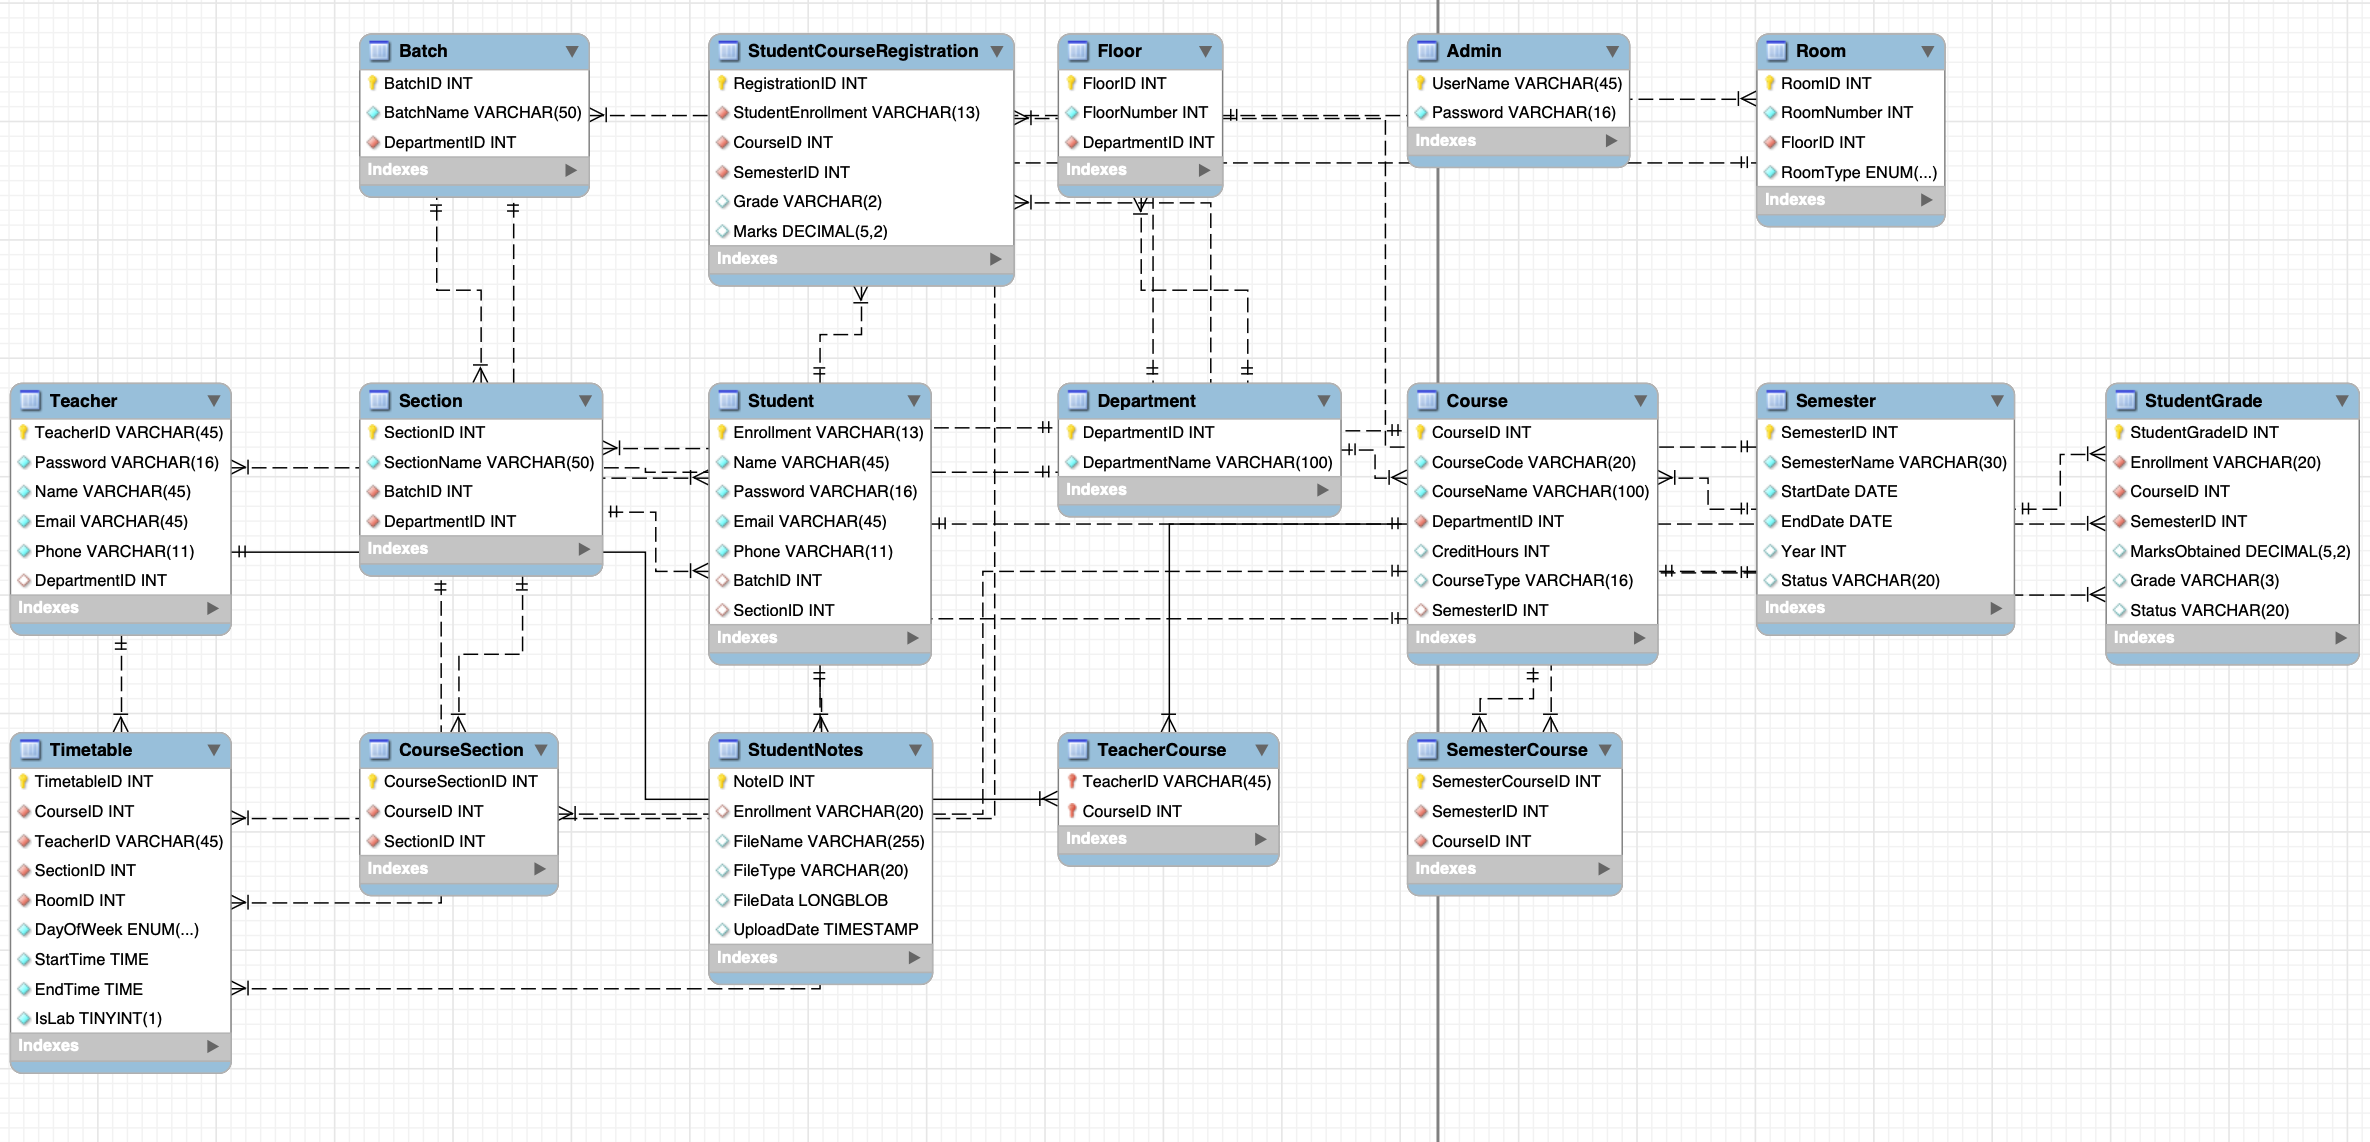 Batch
BatchID INT
BatchName VARCHAR(50)
DepartmentID INT
Indexes
StudentCourseRegistration
RegistrationID INT
StudentEnrollment VARCHAR(13)
CourseID INT
SemesterID INT
Grade VARCHAR(2)
Marks DECIMAL(5,2)
Indexes
Floor
FloorID INT
FloorNumber INT
DepartmentID INT
Indexes
Admin
UserName VARCHAR(45)
Password VARCHAR(16)
Indexes
Room
RoomID INT
RoomNumber INT
FloorID INT
RoomType ENUM(...)
Indexes
Teacher
TeacherID VARCHAR(45)
Password VARCHAR(16)
Name VARCHAR(45)
Email VARCHAR(45)
Phone VARCHAR(11)
DepartmentID INT
Indexes
Section
SectionID INT
SectionName VARCHAR(50)
BatchID INT
DepartmentID INT
Indexes
Student
Enrollment VARCHAR(13)
Name VARCHAR(45)
Password VARCHAR(16)
Email VARCHAR(45)
Phone VARCHAR(11)
BatchID INT
SectionID INT
Indexes
Department
DepartmentID INT
DepartmentName VARCHAR(100)
Indexes
Course
CourseID INT
CourseCode VARCHAR(20)
CourseName VARCHAR(100)
DepartmentID INT
CreditHours INT
CourseType VARCHAR(16)
SemesterID INT
Indexes
Semester
SemesterID INT
SemesterName VARCHAR(30)
StartDate DATE
EndDate DATE
Year INT
Status VARCHAR(20)
Indexes
StudentGrade
StudentGradeID INT
Enrollment VARCHAR(20)
CourseID INT
SemesterID INT
MarksObtained DECIMAL(5,2)
Grade VARCHAR(3)
Status VARCHAR(20)
Indexes
Timetable
TimetableID INT
CourseID INT
TeacherID VARCHAR(45)
SectionID INT
RoomID INT
DayOfWeek ENUM(...)
StartTime TIME
EndTime TIME
IsLab TINYINT(1)
Indexes
CourseSection
CourseSectionID INT
CourseID INT
SectionID INT
Indexes
StudentNotes
NoteID INT
Enrollment VARCHAR(20)
FileName VARCHAR(255)
FileType VARCHAR(20)
FileData LONGBLOB
UploadDate TIMESTAMP
Indexes
TeacherCourse
TeacherID VARCHAR(45)
CourseID INT
Indexes
SemesterCourse
SemesterCourseID INT
SemesterID INT
CourseID INT
Indexes